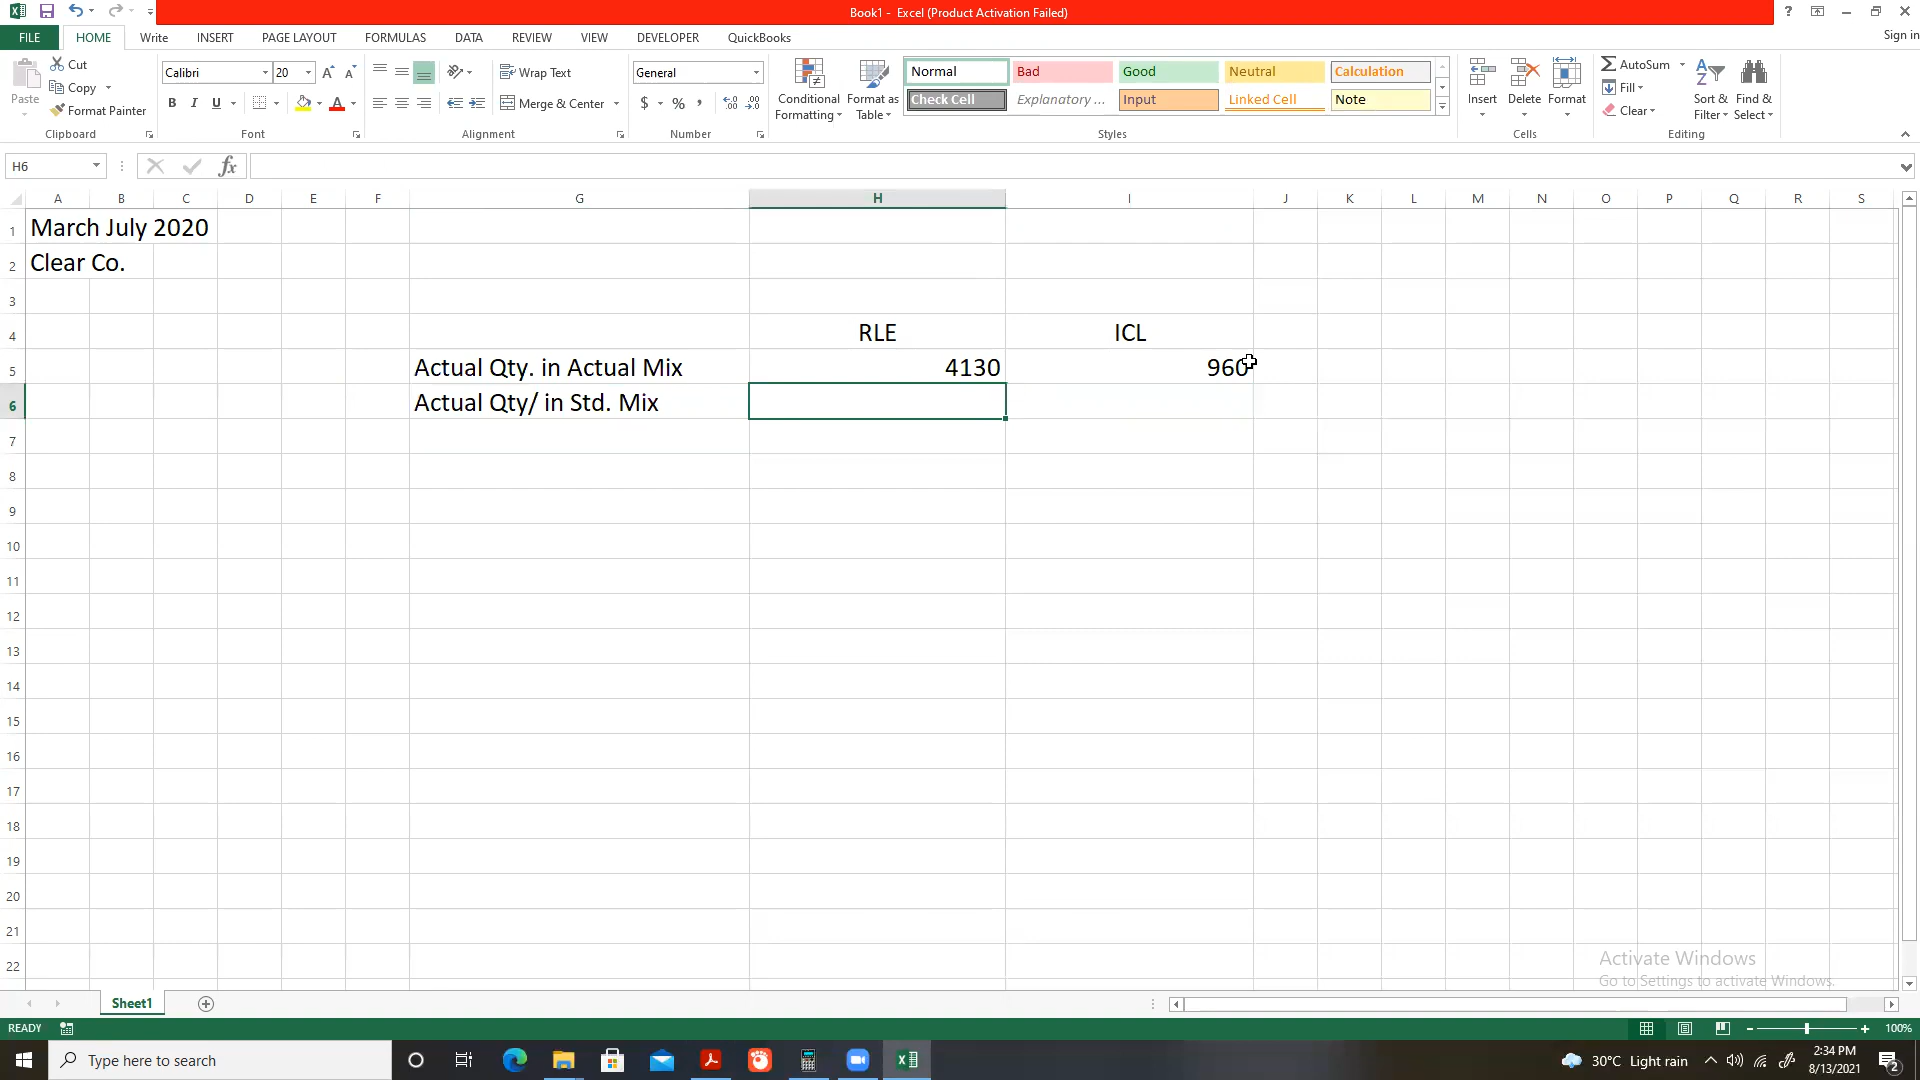 Book1 - Excel (Product Activation Failed)
?
FILE HOME Write INSERT PAGE LAYOUT FORMULAS DATA REVIEW VIEW DEVELOPER QuickBooks Sign in
Paste
Cut
Copy
Format Painter
Clipboard
Calibri 20
B I U
Font
Wrap Text
Merge & Center
Alignment
General
$ % ,
Number
Conditional Formatting
Format as Table
Normal Bad Good Neutral Calculation
Check Cell Explanatory ... Input Linked Cell Note
Styles
Insert Delete Format
Cells
AutoSum
Fill
Clear
Sort & Filter
Find & Select
Editing
H6
fx
A B C D E F G H I J K L M N O P Q R S
1 March July 2020
2 Clear Co.
3
4 RLE ICL
5 Actual Qty. in Actual Mix 4130 960
6 Actual Qty/ in Std. Mix
7
8
9
10
11
12
13
14
15
16
17
18
19
20
21
22
Activate Windows
Go to Settings to activate Windows.
Sheet1
READY
100%
Type here to search
30°C Light rain
2:34 PM
8/13/2021
2